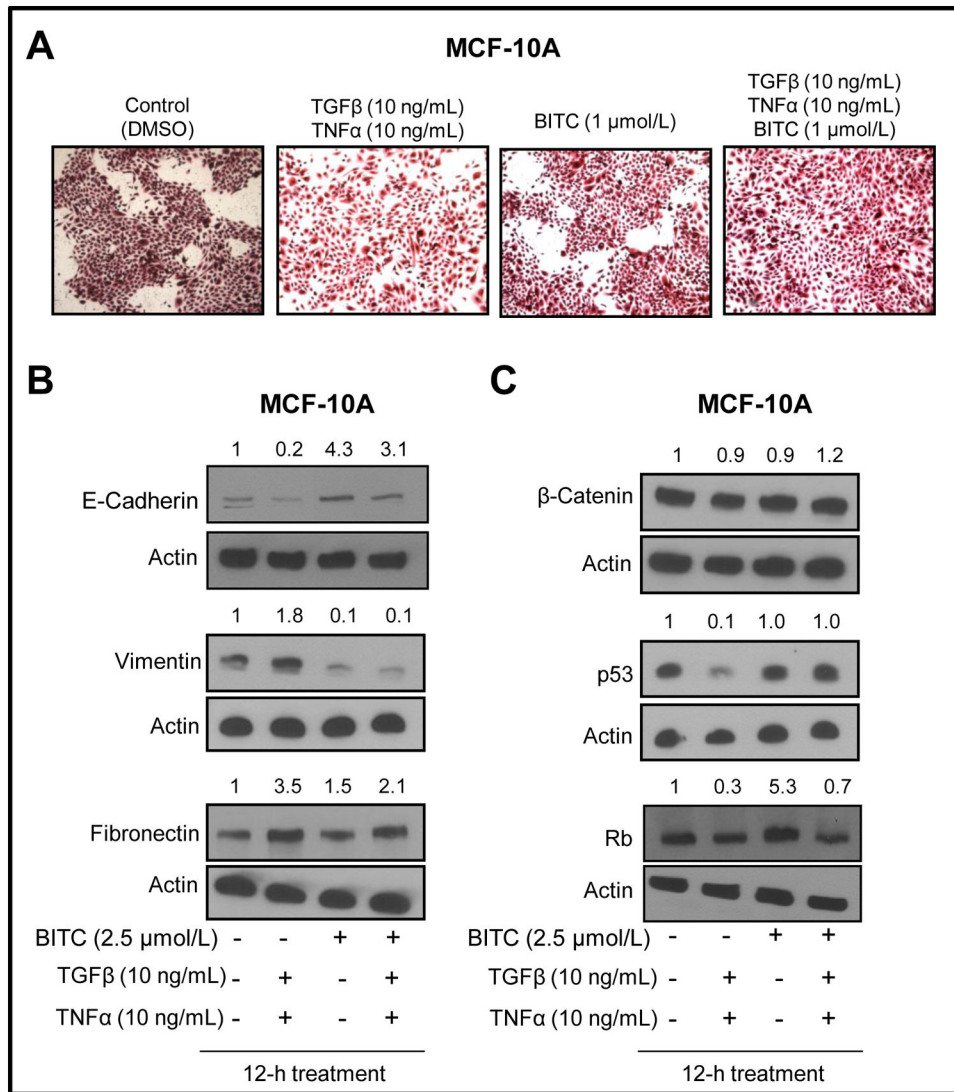 A
MCF-10A
Control
(DMSO)
TGFβ (10 ng/mL)
TNFα (10 ng/mL)
BITC (1 µmol/L)
TGFβ (10 ng/mL)
TNFα (10 ng/mL)
BITC (1 µmol/L)
B
MCF-10A
1 0.2 4.3 3.1
E-Cadherin
Actin
1 1.8 0.1 0.1
Vimentin
Actin
1 3.5 1.5 2.1
Fibronectin
Actin
BITC (2.5 µmol/L) - - + +
TGFβ (10 ng/mL) - + - +
TNFα (10 ng/mL) - + - +
12-h treatment
C
MCF-10A
1 0.9 0.9 1.2
β-Catenin
Actin
1 0.1 1.0 1.0
p53
Actin
1 0.3 5.3 0.7
Rb
Actin
BITC (2.5 µmol/L) - - + +
TGFβ (10 ng/mL) - + - +
TNFα (10 ng/mL) - + - +
12-h treatment